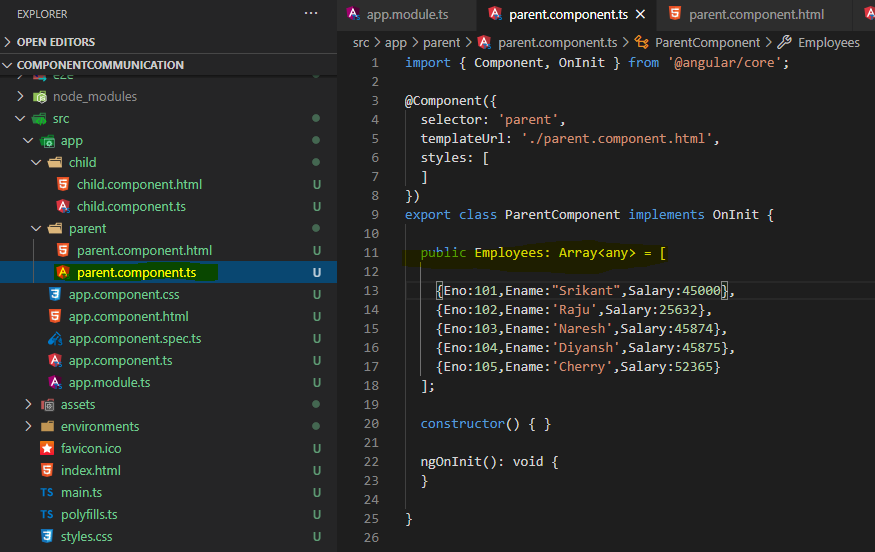 EXPLORER ...
OPEN EDITORS
COMPONENTCOMMUNICATION
node_modules
src
app
child
child.component.html U
child.component.ts U
parent
parent.component.html U
parent.component.ts U
app.component.css U
app.component.html U
app.component.spec.ts U
app.component.ts U
app.module.ts U
assets
environments
favicon.ico U
index.html U
TS main.ts U
TS polyfills.ts U
styles.css U
app.module.ts parent.component.ts × parent.component.html
src > app > parent > parent.component.ts > ParentComponent > Employees
1 import { Component, OnInit } from '@angular/core';
2
3 @Component({
4 selector: 'parent',
5 templateUrl: './parent.component.html',
6 styles: [
7 ]
8 })
9 export class ParentComponent implements OnInit {
10
11 public Employees: Array<any> = [
12
13 {Eno:101,Ename:"Srikant",Salary:45000},
14 {Eno:102,Ename:'Raju',Salary:25632},
15 {Eno:103,Ename:'Naresh',Salary:45874},
16 {Eno:104,Ename:'Diyansh',Salary:45875},
17 {Eno:105,Ename:'Cherry',Salary:52365}
18 ];
19
20 constructor() { }
21
22 ngOnInit(): void {
23 }
24
25 }
26